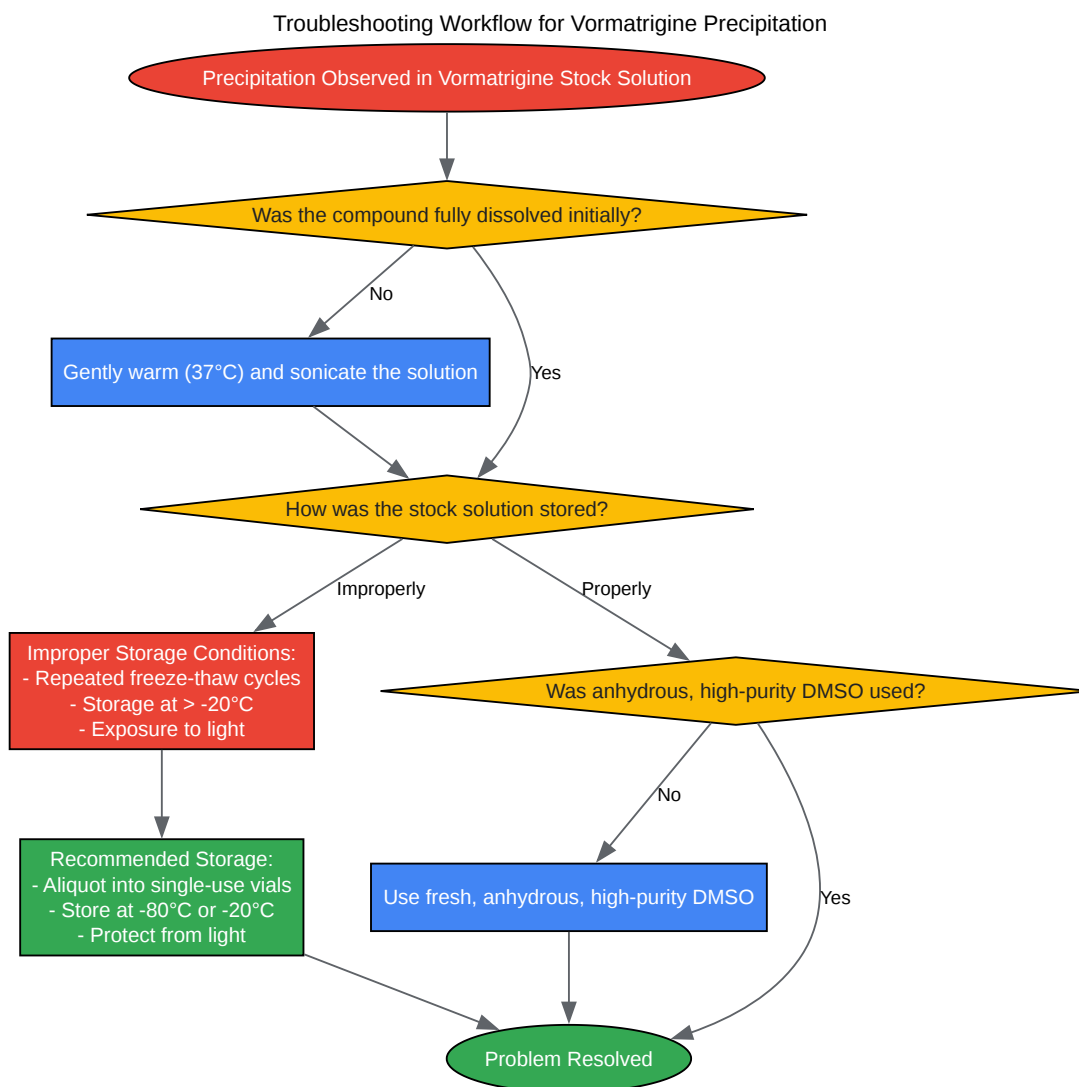 Troubleshooting Workflow for Vormatrigine Precipitation
Precipitation Observed in Vormatrigine Stock Solution
Was the compound fully dissolved initially?
No
Gently warm (37°C) and sonicate the solution
Yes
How was the stock solution stored?
Improperly
Properly
Improper Storage Conditions:
- Repeated freeze-thaw cycles
- Storage at > -20°C
- Exposure to light
Was anhydrous, high-purity DMSO used?
No
Recommended Storage:
- Aliquot into single-use vials
- Store at -80°C or -20°C
- Protect from light
Use fresh, anhydrous, high-purity DMSO
Yes
Problem Resolved